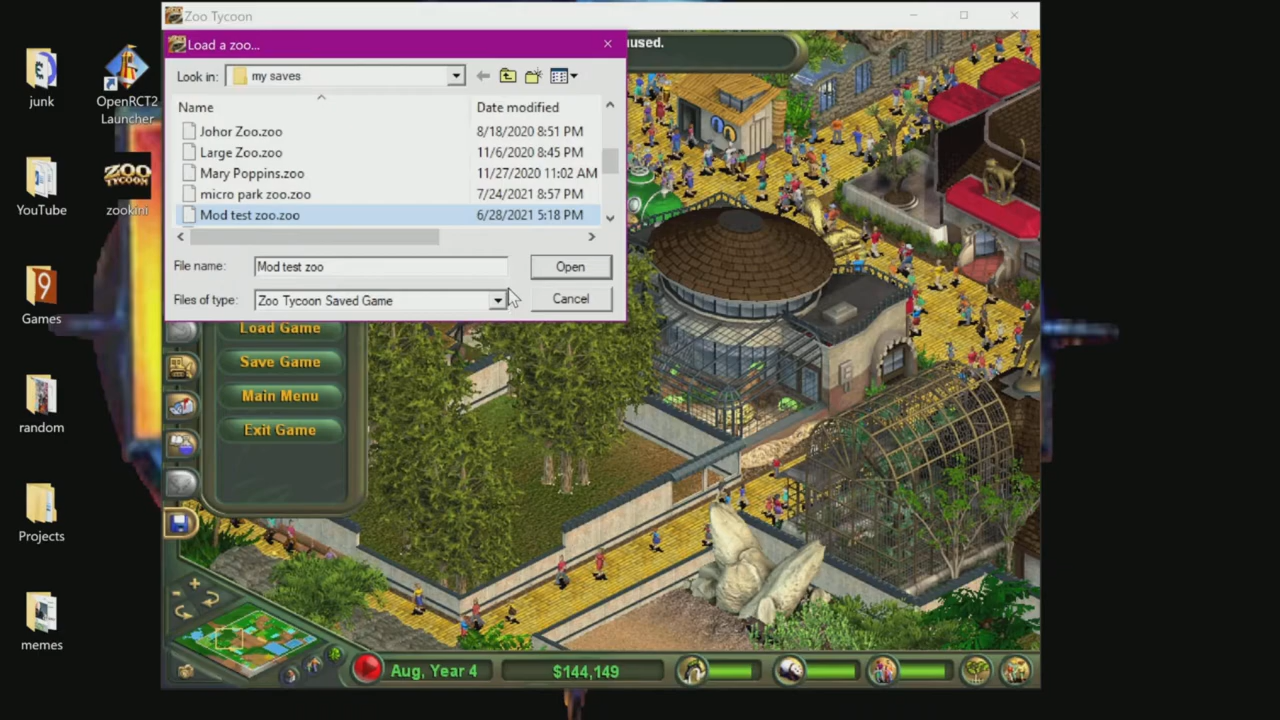 Zoo Tycoon
Load a zoo...
used.
Look in: my saves
Name Date modified
Johor Zoo.zoo 8/18/2020 8:51 PM
Large Zoo.zoo 11/6/2020 8:45 PM
Mary Poppins.zoo 11/27/2020 11:02 AM
micro park zoo.zoo 7/24/2021 8:57 PM
Mod test zoo.zoo 6/28/2021 5:18 PM
File name: Mod test zoo Open
Files of type: Zoo Tycoon Saved Game Cancel
Load Game
Save Game
Main Menu
Exit Game
Aug, Year 4 $144,149
junk
OpenRCT2
Launcher
YouTube
ZOO
TYCOON
zookini
9
Games
random
Projects
memes